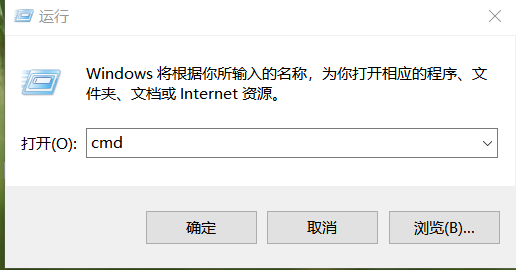 运行
Windows 将根据你所输入的名称，为你打开相应的程序、文
件夹、文档或 Internet 资源。
打开(O): cmd
确定 取消 浏览(B)...